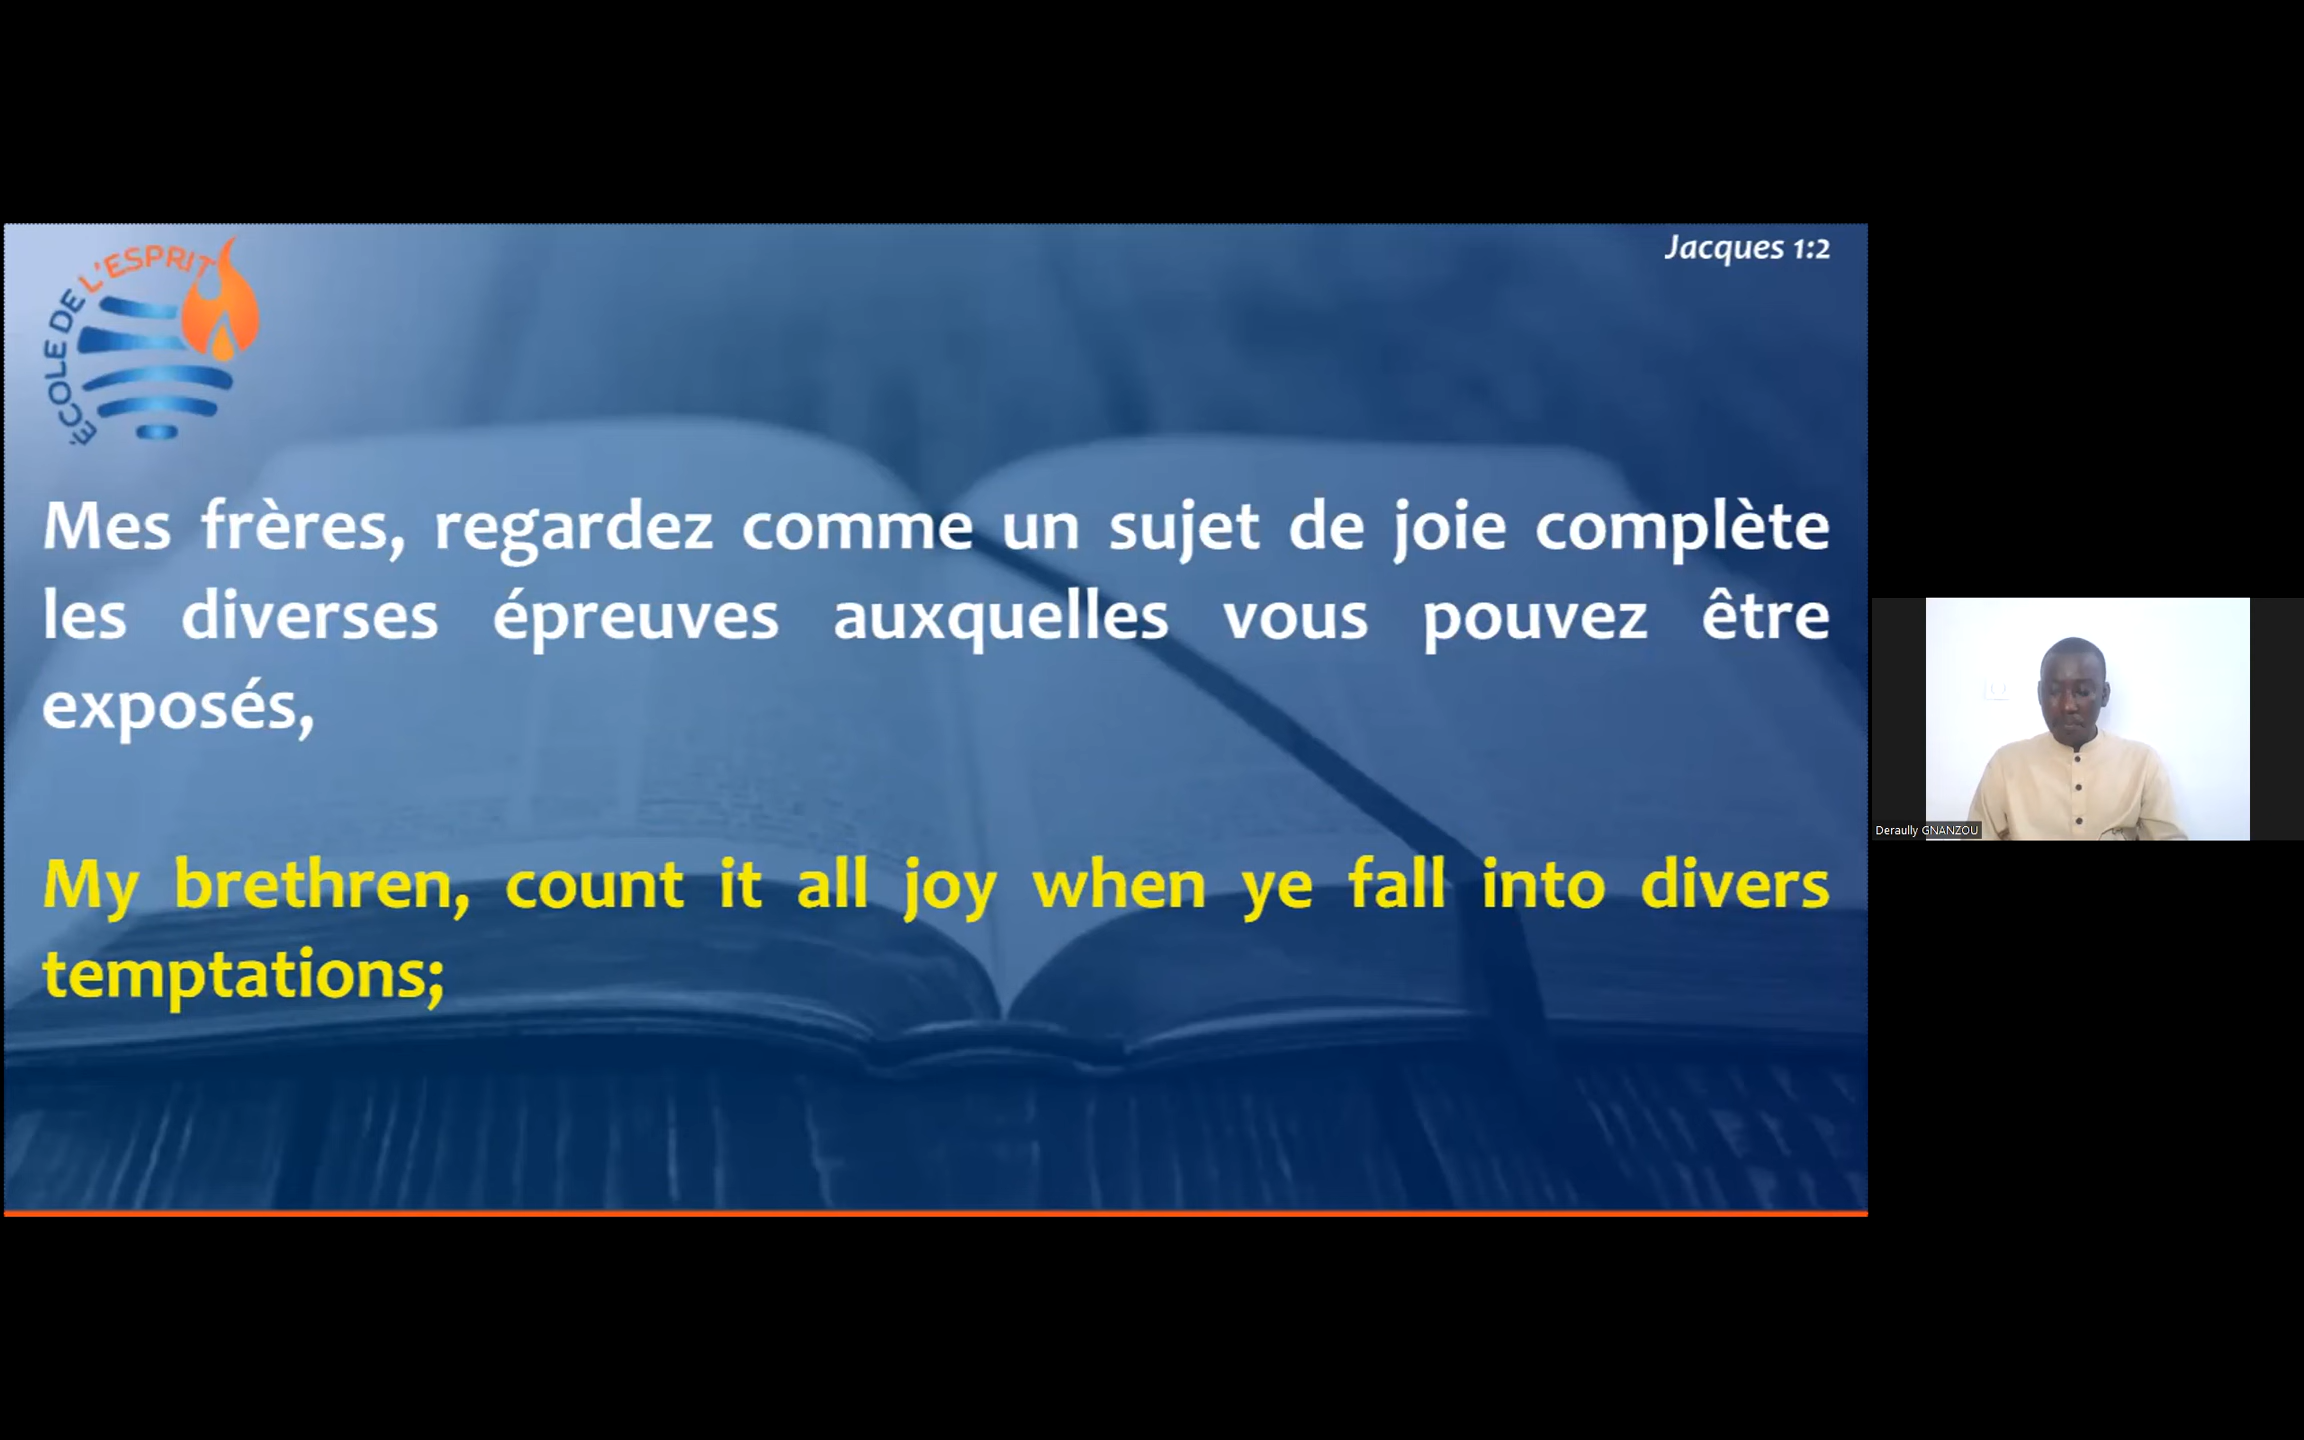 Jacques 1:2
ÉCOLE DE L'ESPRIT
Mes frères, regardez comme un sujet de joie complète
les diverses épreuves auxquelles vous pouvez être
exposés,
My brethren, count it all joy when ye fall into divers
temptations;
Deraully GNANZOU